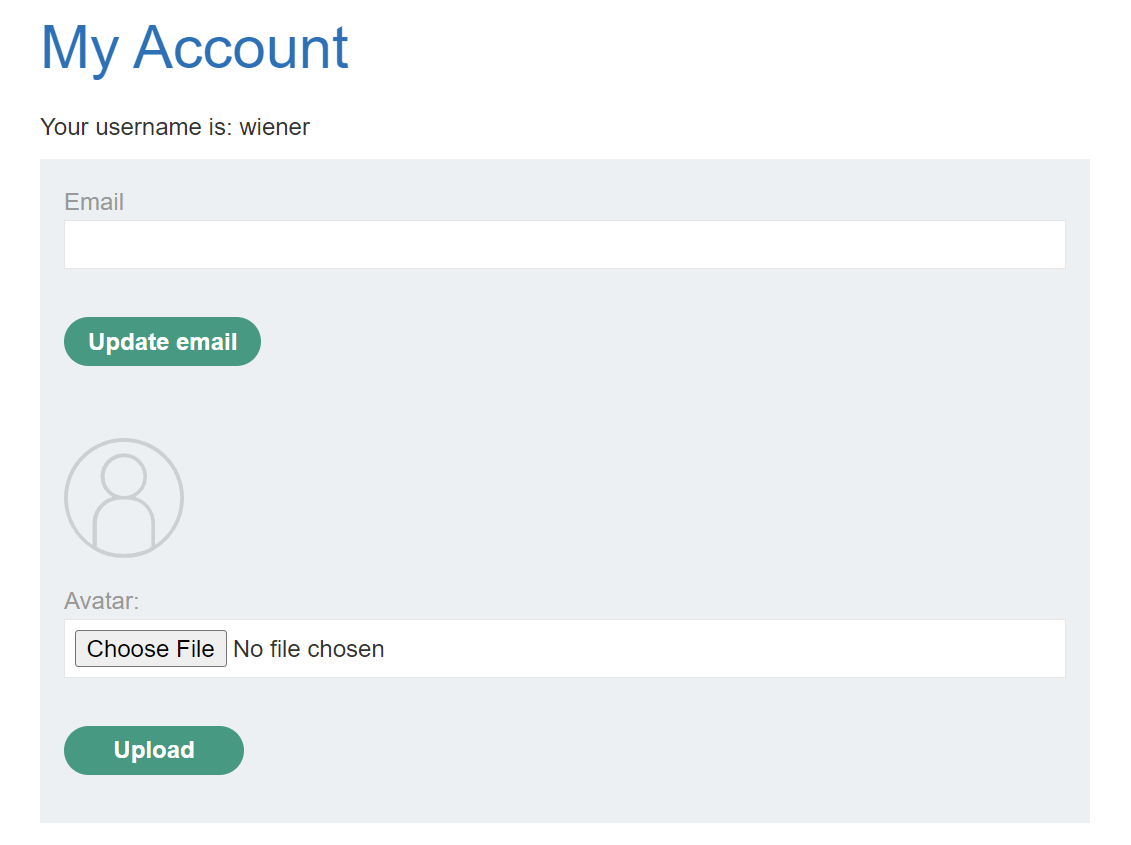 My Account
Your username is: wiener
Email
Update email
Avatar:
Choose File No file chosen
Upload